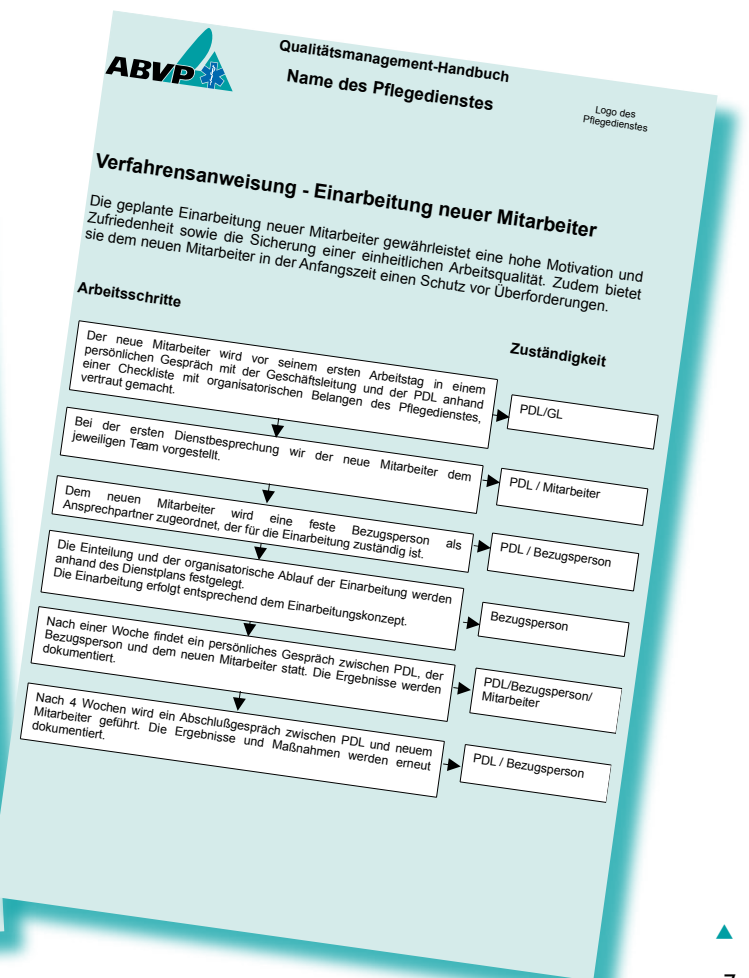 ABVP
Qualitätsmanagement-Handbuch
Name des Pflegedienstes
Logo des
Pflegedienstes
Verfahrensanweisung - Einarbeitung neuer Mitarbeiter
Die geplante Einarbeitung neuer Mitarbeiter gewährleistet eine hohe Motivation und
Zufriedenheit sowie die Sicherung einer einheitlichen Arbeitsqualität. Zudem bietet
sie dem neuen Mitarbeiter in der Anfangszeit einen Schutz vor Überforderungen.
Arbeitsschritte
Zuständigkeit
Der neue Mitarbeiter wird vor seinem ersten Arbeitstag in einem
persönlichen Gespräch mit der Geschäftsleitung und der PDL anhand
einer Checkliste mit organisatorischen Belangen des Pflegedienstes,
vertraut gemacht.
PDL/GL
Bei der ersten Dienstbesprechung wir der neue Mitarbeiter dem
jeweiligen Team vorgestellt.
PDL / Mitarbeiter
Dem neuen Mitarbeiter wird eine feste Bezugsperson als
Ansprechpartner zugeordnet, der für die Einarbeitung zuständig ist.
PDL / Bezugsperson
Die Einteilung und der organisatorische Ablauf der Einarbeitung werden
anhand des Dienstplans festgelegt.
Die Einarbeitung erfolgt entsprechend dem Einarbeitungskonzept.
Bezugsperson
Nach einer Woche findet ein persönliches Gespräch zwischen PDL, der
Bezugsperson und dem neuen Mitarbeiter statt. Die Ergebnisse werden
dokumentiert.
PDL/Bezugsperson/
Mitarbeiter
Nach 4 Wochen wird ein Abschlußgespräch zwischen PDL und neuem
Mitarbeiter geführt. Die Ergebnisse und Maßnahmen werden erneut
dokumentiert.
PDL / Bezugsperson